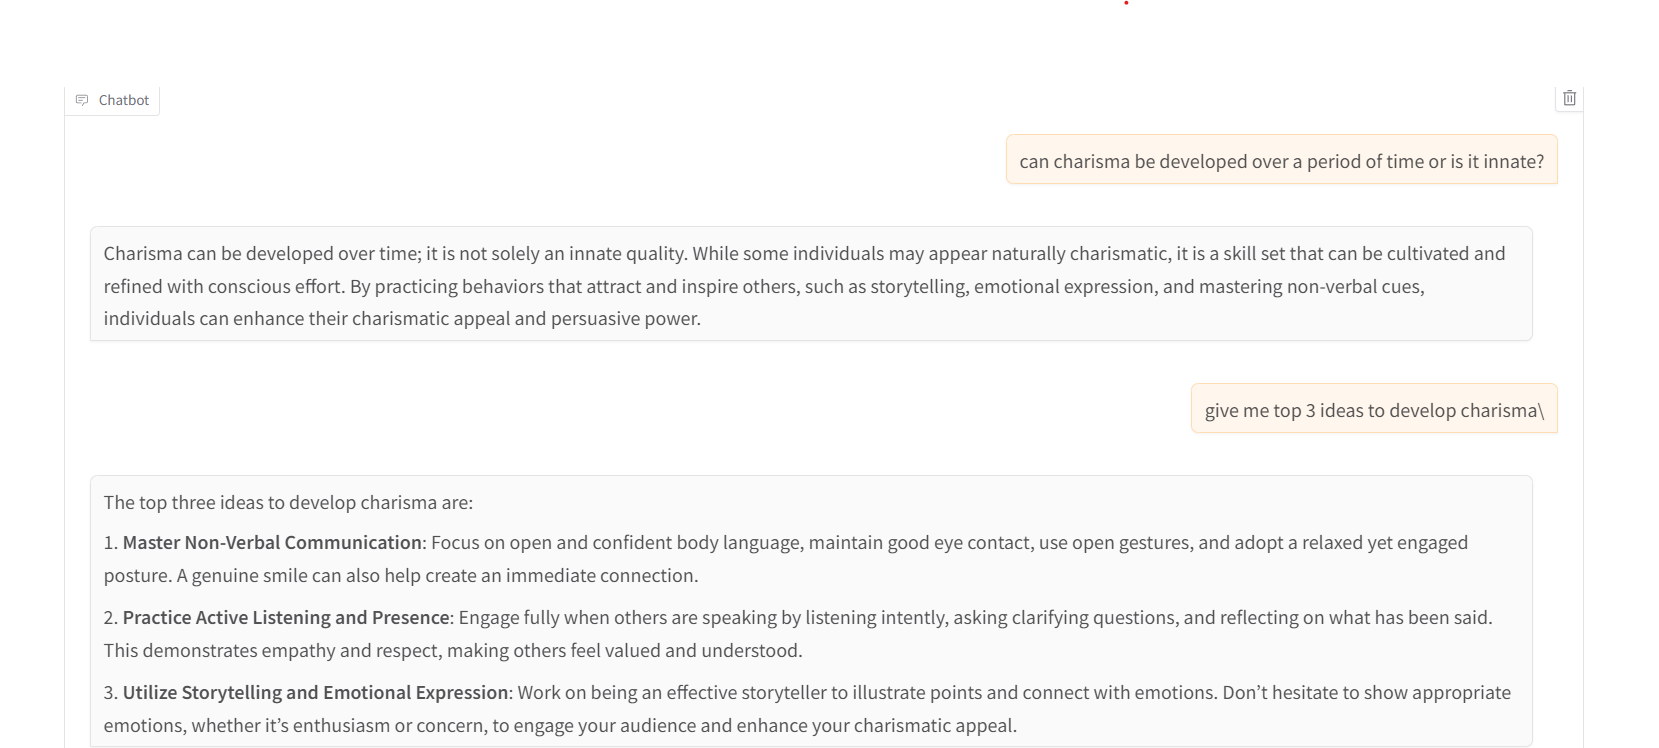 Chatbot
can charisma be developed over a period of time or is it innate?
Charisma can be developed over time; it is not solely an innate quality. While some individuals may appear naturally charismatic, it is a skill set that can be cultivated and
refined with conscious effort. By practicing behaviors that attract and inspire others, such as storytelling, emotional expression, and mastering non-verbal cues,
individuals can enhance their charismatic appeal and persuasive power.
give me top 3 ideas to develop charisma\
The top three ideas to develop charisma are:
1. Master Non-Verbal Communication: Focus on open and confident body language, maintain good eye contact, use open gestures, and adopt a relaxed yet engaged
posture. A genuine smile can also help create an immediate connection.
2. Practice Active Listening and Presence: Engage fully when others are speaking by listening intently, asking clarifying questions, and reflecting on what has been said.
This demonstrates empathy and respect, making others feel valued and understood.
3. Utilize Storytelling and Emotional Expression: Work on being an effective storyteller to illustrate points and connect with emotions. Don’t hesitate to show appropriate
emotions, whether it’s enthusiasm or concern, to engage your audience and enhance your charismatic appeal.